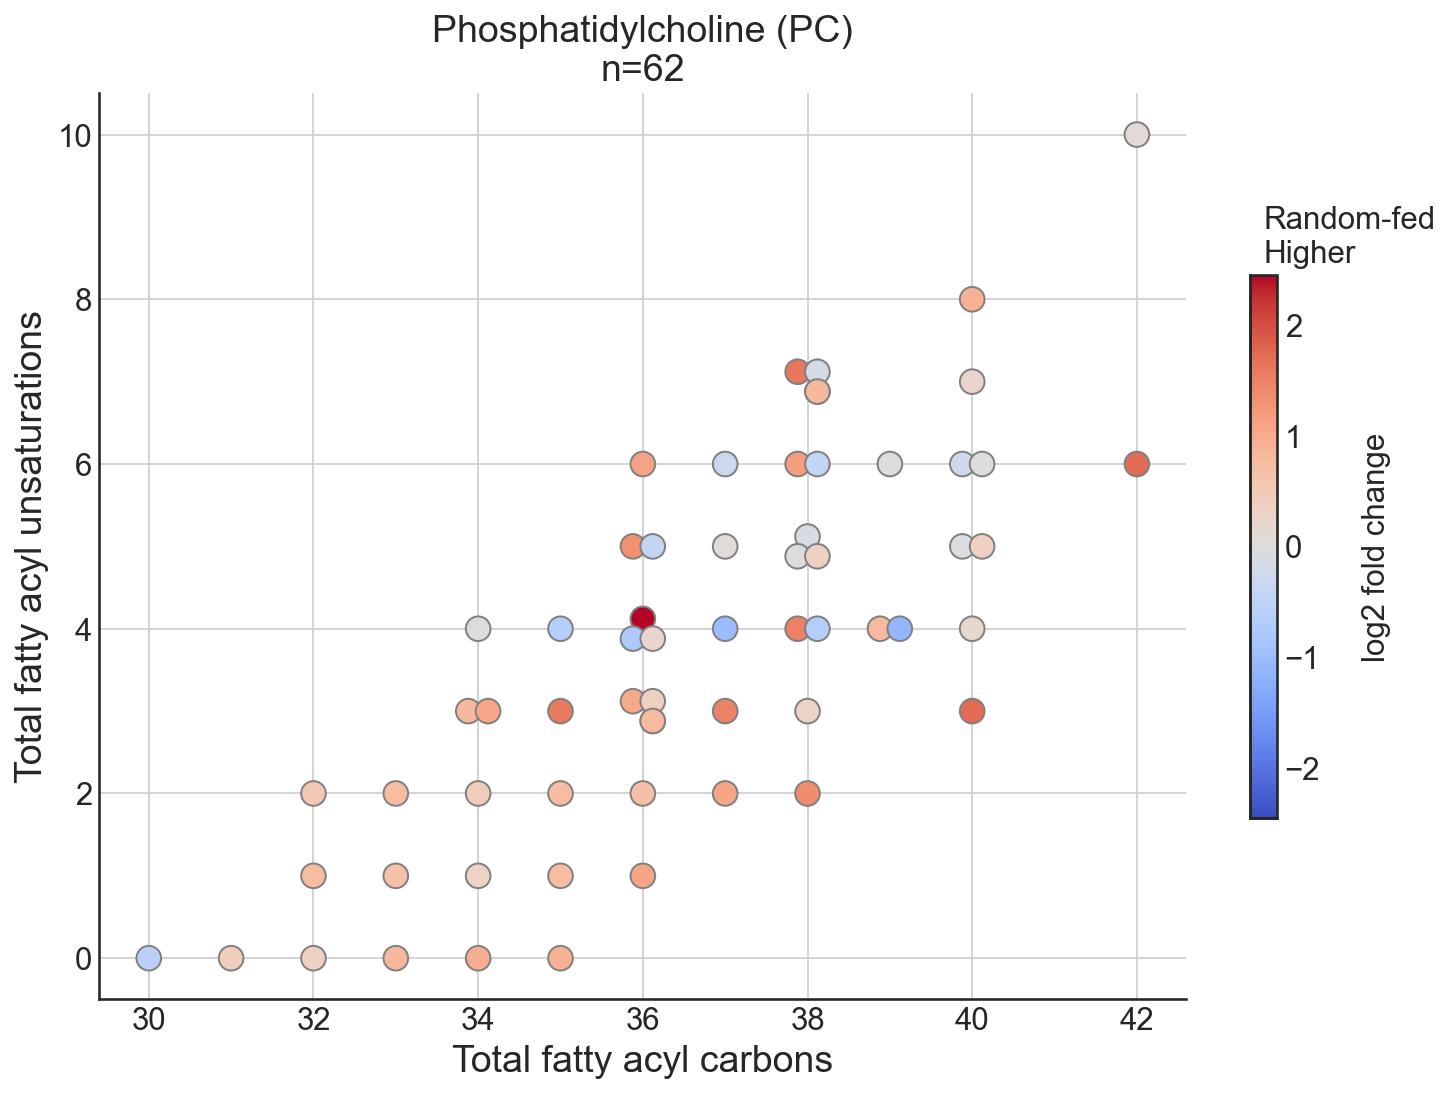 Phosphatidylcholine (PC)
n=62
Total fatty acyl unsaturations
10
8
6
4
2
0
30 32 34 36 38 40 42
Total fatty acyl carbons
Random-fed
Higher
2
1
0
−1
−2
log2 fold change